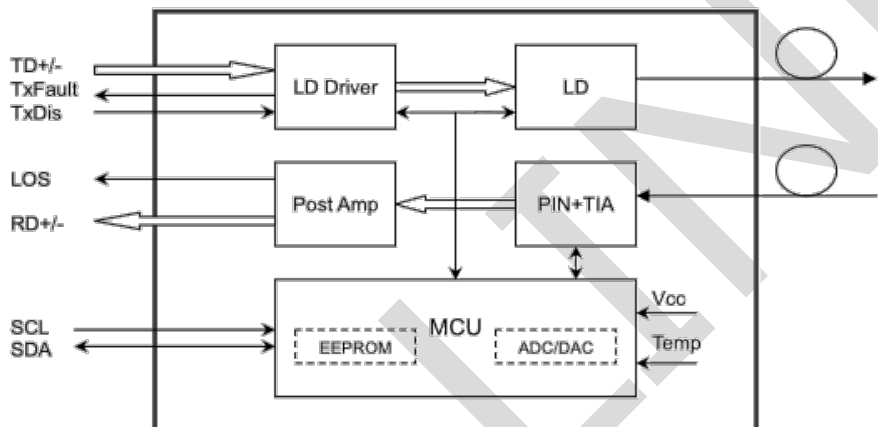 TD+/-
TxFault
TxDis
LD Driver
LD
LOS
RD+/-
Post Amp
PIN+TIA
SCL
SDA
MCU
EEPROM
ADC/DAC
Vcc
Temp